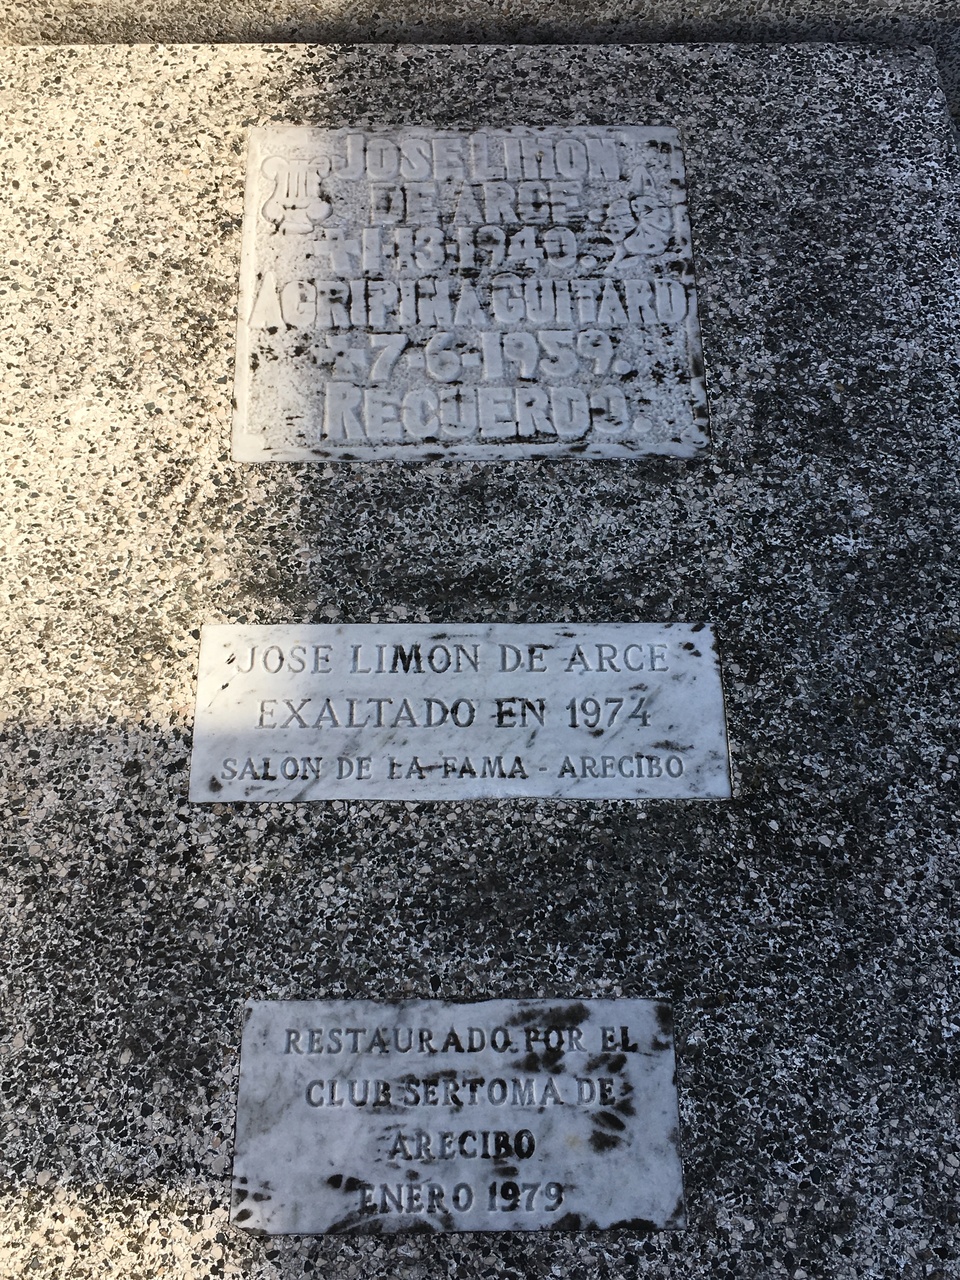 JOSE LIMON
DE ARCE.
1-13-1940.
AGRIPINA GUITARD
-7-6-1959.
RECUERDO.
JOSE LIMON DE ARCE
EXALTADO EN 1974
SALON DE LA FAMA - ARECIBO
RESTAURADO POR EL
CLUB SERTOMA DE
ARECIBO
ENERO 1979